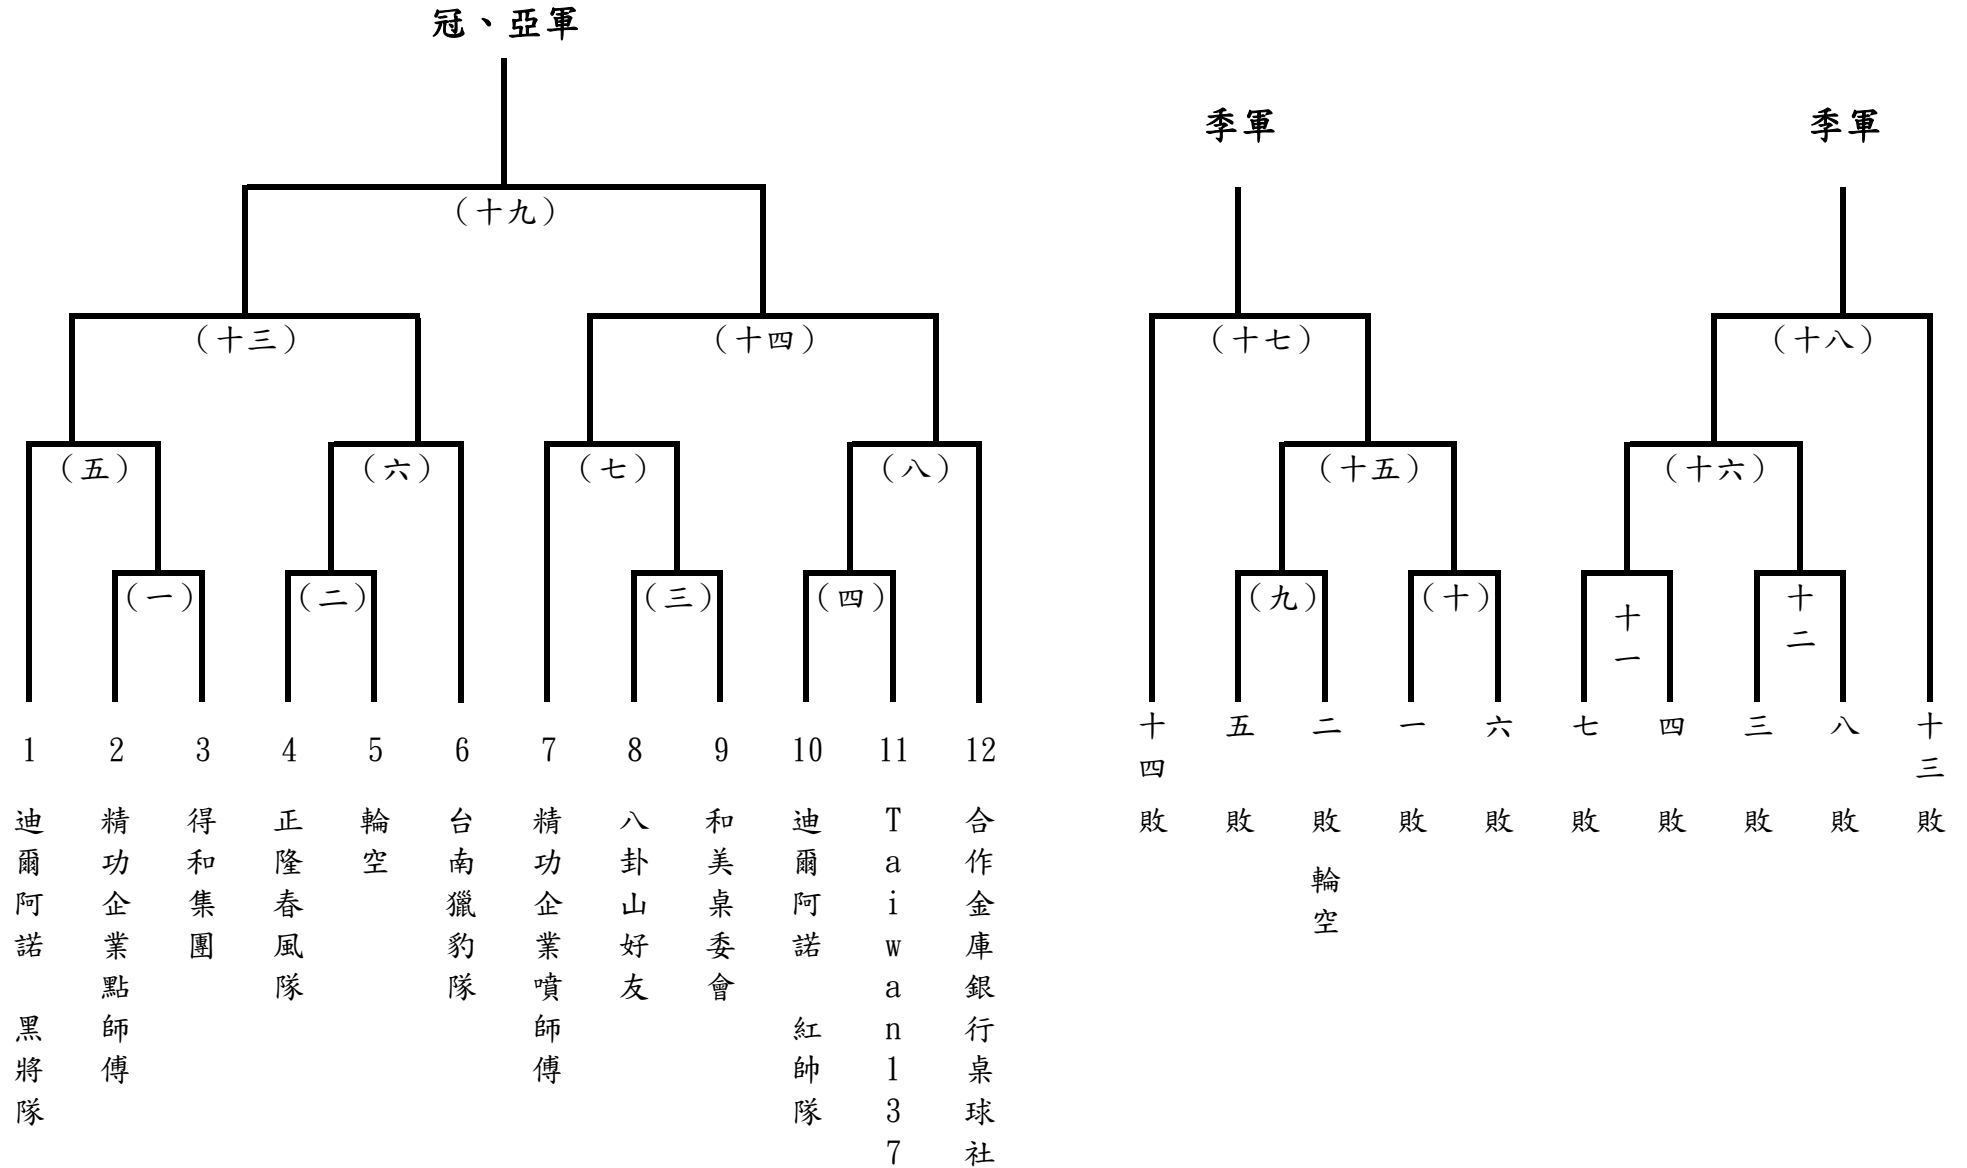 冠、亞軍
季軍
季軍
（十九）
（十三）
（十四）
（十七）
（十八）
（五）
（六）
（七）
（八）
（十五）
（十六）
（一）
（二）
（三）
（四）
（九）
（十）
十一
十二
1
2
3
4
5
6
7
8
9
10
11
12
迪爾阿諾 黑將隊
精功企業點師傅
得和集團
正隆春風隊
輪空
台南獵豹隊
精功企業噴師傅
八卦山好友
和美桌委會
迪爾阿諾 紅帥隊
Taiwan137
合作金庫銀行桌球社
十四敗
五敗
二敗 輪空
一敗
六敗
七敗
四敗
三敗
八敗
十三敗